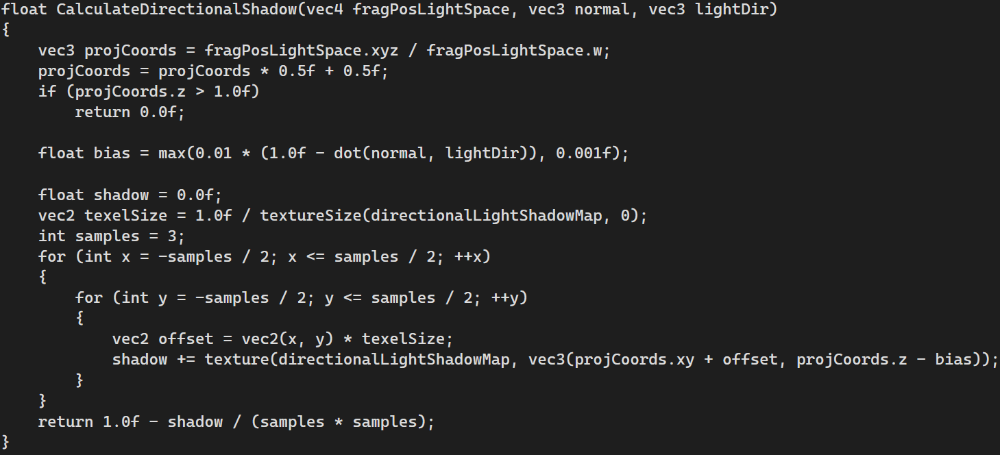 float CalculateDirectionalShadow(vec4 fragPosLightSpace, vec3 normal, vec3 lightDir)
{
    vec3 projCoords = fragPosLightSpace.xyz / fragPosLightSpace.w;
    projCoords = projCoords * 0.5f + 0.5f;
    if (projCoords.z > 1.0f)
        return 0.0f;

    float bias = max(0.01 * (1.0f - dot(normal, lightDir)), 0.001f);

    float shadow = 0.0f;
    vec2 texelSize = 1.0f / textureSize(directionalLightShadowMap, 0);
    int samples = 3;
    for (int x = -samples / 2; x <= samples / 2; ++x)
    {
        for (int y = -samples / 2; y <= samples / 2; ++y)
        {
            vec2 offset = vec2(x, y) * texelSize;
            shadow += texture(directionalLightShadowMap, vec3(projCoords.xy + offset, projCoords.z - bias));
        }
    }
    return 1.0f - shadow / (samples * samples);
}